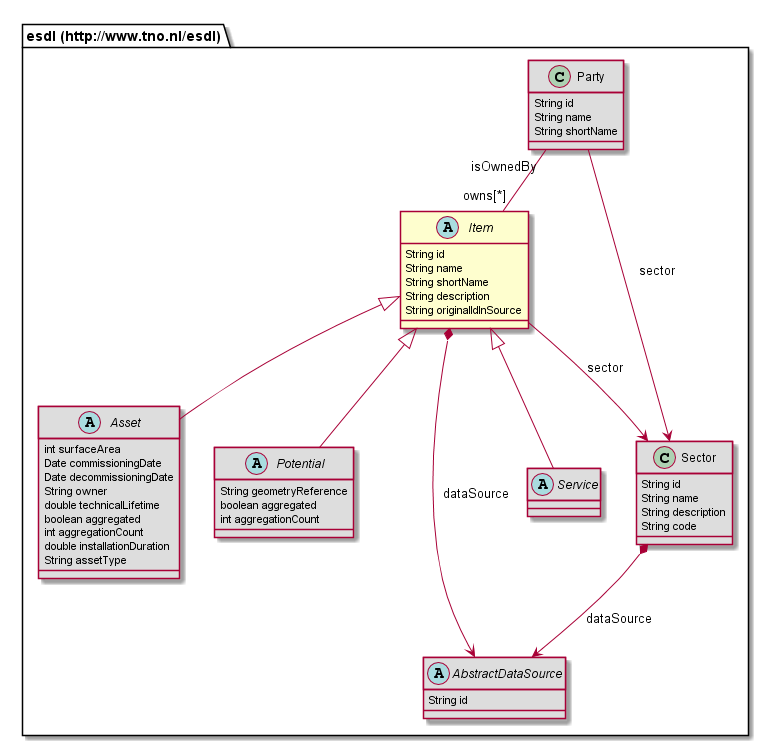 esdl (http://www.tno.nl/esdl)
C Party
String id
String name
String shortName
isOwnedBy
owns[*]
A Item
String id
String name
String shortName
String description
String originalIdInSource
sector
sector
A Asset
int surfaceArea
Date commissioningDate
Date decommissioningDate
String owner
double technicalLifetime
boolean aggregated
int aggregationCount
double installationDuration
String assetType
A Potential
String geometryReference
boolean aggregated
int aggregationCount
dataSource
A Service
C Sector
String id
String name
String description
String code
dataSource
A AbstractDataSource
String id